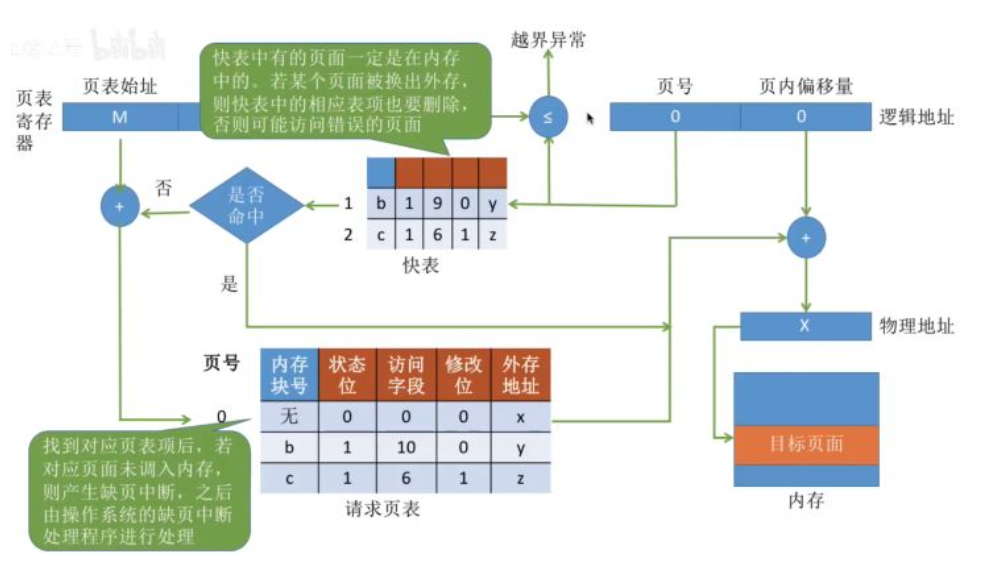 bilibili
越界异常
快表中有的页面一定是在内存
中的。若某个页面被换出外存，
则快表中的相应表项也要删除，
否则可能访问错误的页面
页表始址
页号
页内偏移量
页表
寄存
器
M
≤
0
0
逻辑地址
否
是否
命中
+
1
b
1
9
0
y
2
c
1
6
1
z
快表
+
是
X
物理地址
页号
内存
块号
状态
位
访问
字段
修改
位
外存
地址
0
无
0
0
0
x
b
1
10
0
y
c
1
6
1
z
请求页表
找到对应页表项后，若
对应页面未调入内存，
则产生缺页中断，之后
由操作系统的缺页中断
处理程序进行处理
目标页面
内存